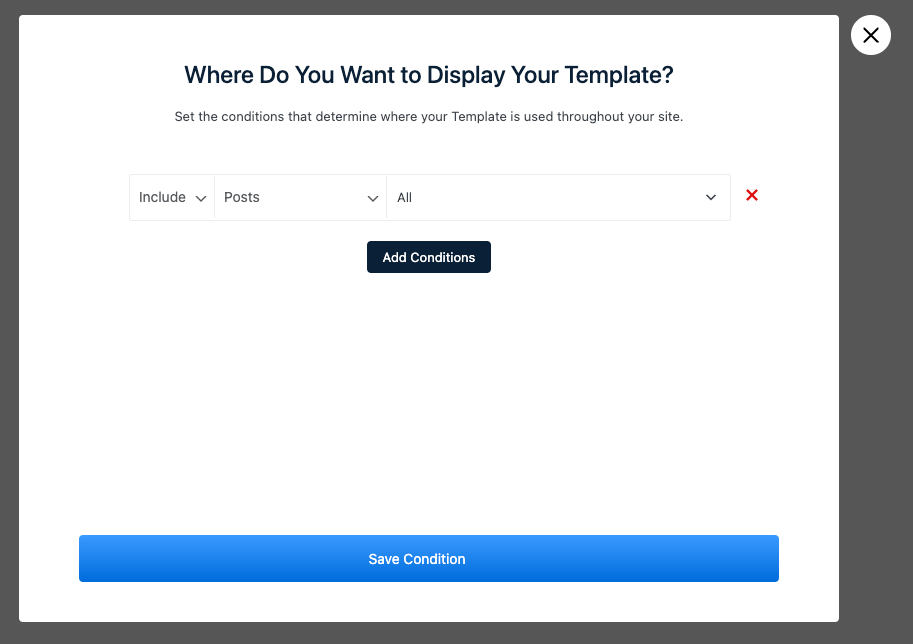 Where Do You Want to Display Your Template?
Set the conditions that determine where your Template is used throughout your site.
Include Posts All
Add Conditions
Save Condition